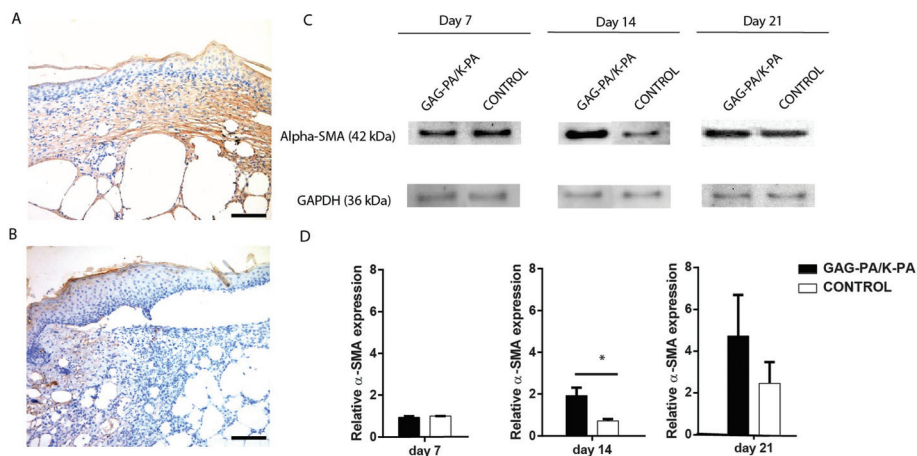 A
B
C
Day 7
Day 14
Day 21
GAG-PA/K-PA
CONTROL
GAG-PA/K-PA
CONTROL
GAG-PA/K-PA
CONTROL
Alpha-SMA (42 kDa)
GAPDH (36 kDa)
D
Relative α-SMA expression
8
6
4
2
0
day 7
Relative α-SMA expression
8
6
4
2
0
*
day 14
Relative α-SMA expression
8
6
4
2
0
day 21
GAG-PA/K-PA
CONTROL